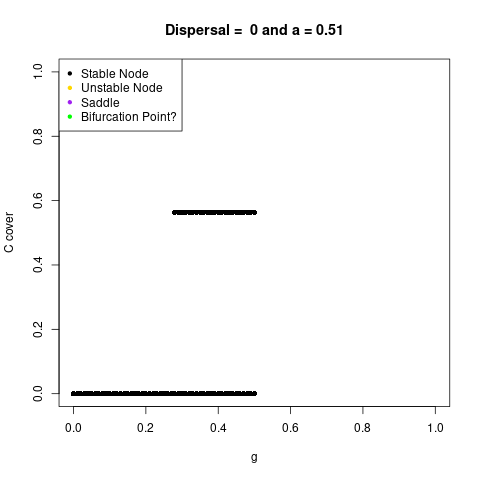 Dispersal = 0 and a = 0.51
Stable Node
Unstable Node
Saddle
Bifurcation Point?
C cover
1.0
0.8
0.6
0.4
0.2
0.0
0.0 0.2 0.4 0.6 0.8 1.0
g